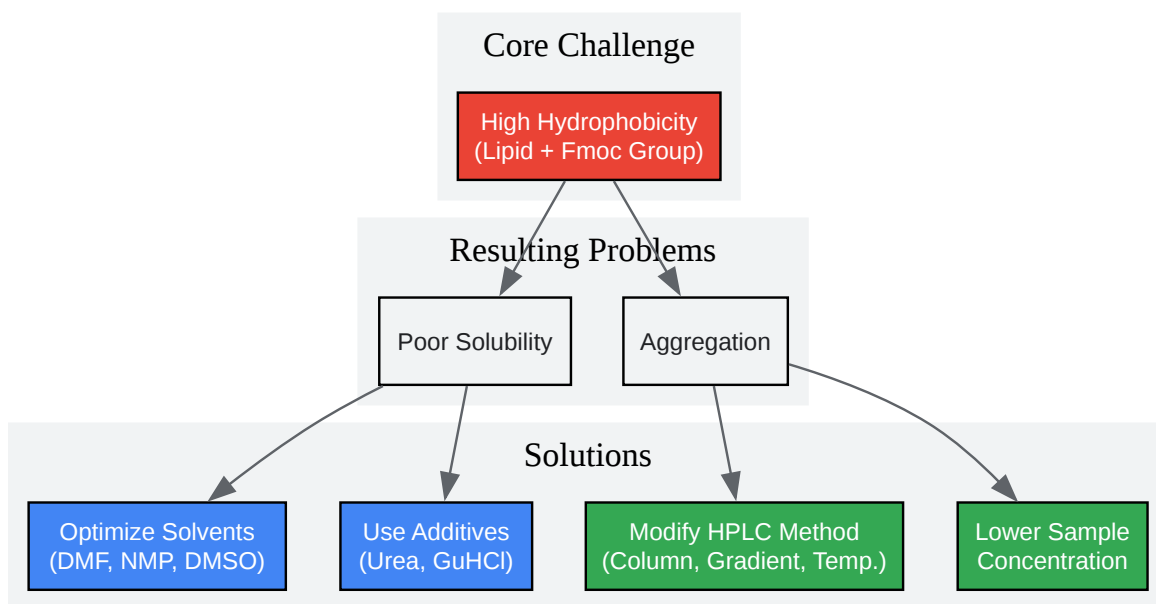 Core Challenge
High Hydrophobicity
(Lipid + Fmoc Group)
Resulting Problems
Poor Solubility
Aggregation
Solutions
Optimize Solvents
(DMF, NMP, DMSO)
Use Additives
(Urea, GuHCl)
Modify HPLC Method
(Column, Gradient, Temp.)
Lower Sample
Concentration